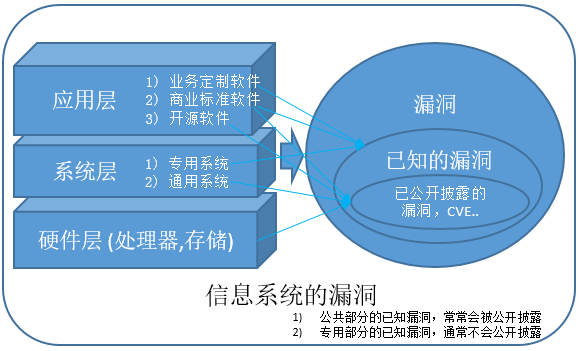 应用层
1) 业务定制软件
2) 商业标准软件
3) 开源软件
系统层
1) 专用系统
2) 通用系统
硬件层 (处理器,存储)
漏洞
已知的漏洞
已公开披露的
漏洞，CVE..
信息系统的漏洞
1) 公共部分的已知漏洞，常常会被公开披露
2) 专用部分的已知漏洞，通常不会公开披露